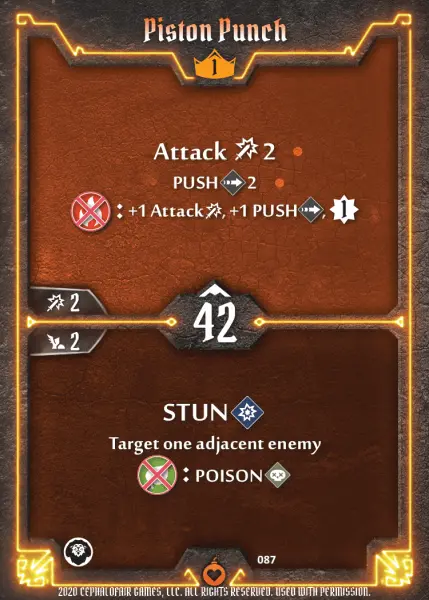 Piston Punch
1
Attack 2
PUSH 2
: +1 Attack, +1 PUSH, 1
2
42
2
STUN
Target one adjacent enemy
: POISON
087
2020 CEPHALOFAIR GAMES, LLC. ALL RIGHTS RESERVED. USED WITH PERMISSION.